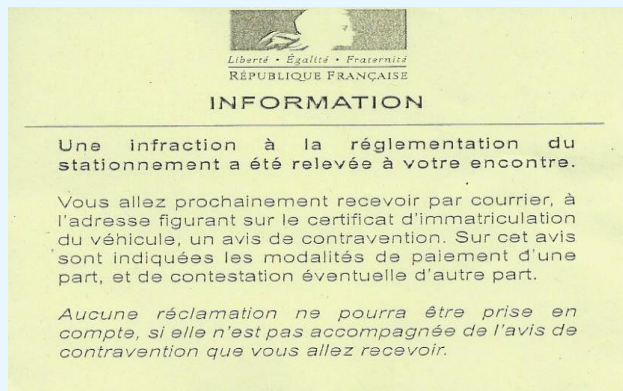 Liberté • Égalité • Fraternité
RÉPUBLIQUE FRANÇAISE
INFORMATION
Une infraction à la réglementation du
stationnement a été relevée à votre encontre.
Vous allez prochainement recevoir par courrier, à
l'adresse figurant sur le certificat d'immatriculation
du véhicule, un avis de contravention. Sur cet avis
sont indiquées les modalités de paiement d'une
part, et de contestation éventuelle d'autre part.
Aucune réclamation ne pourra être prise en
compte, si elle n'est pas accompagnée de l'avis de
contravention que vous allez recevoir.